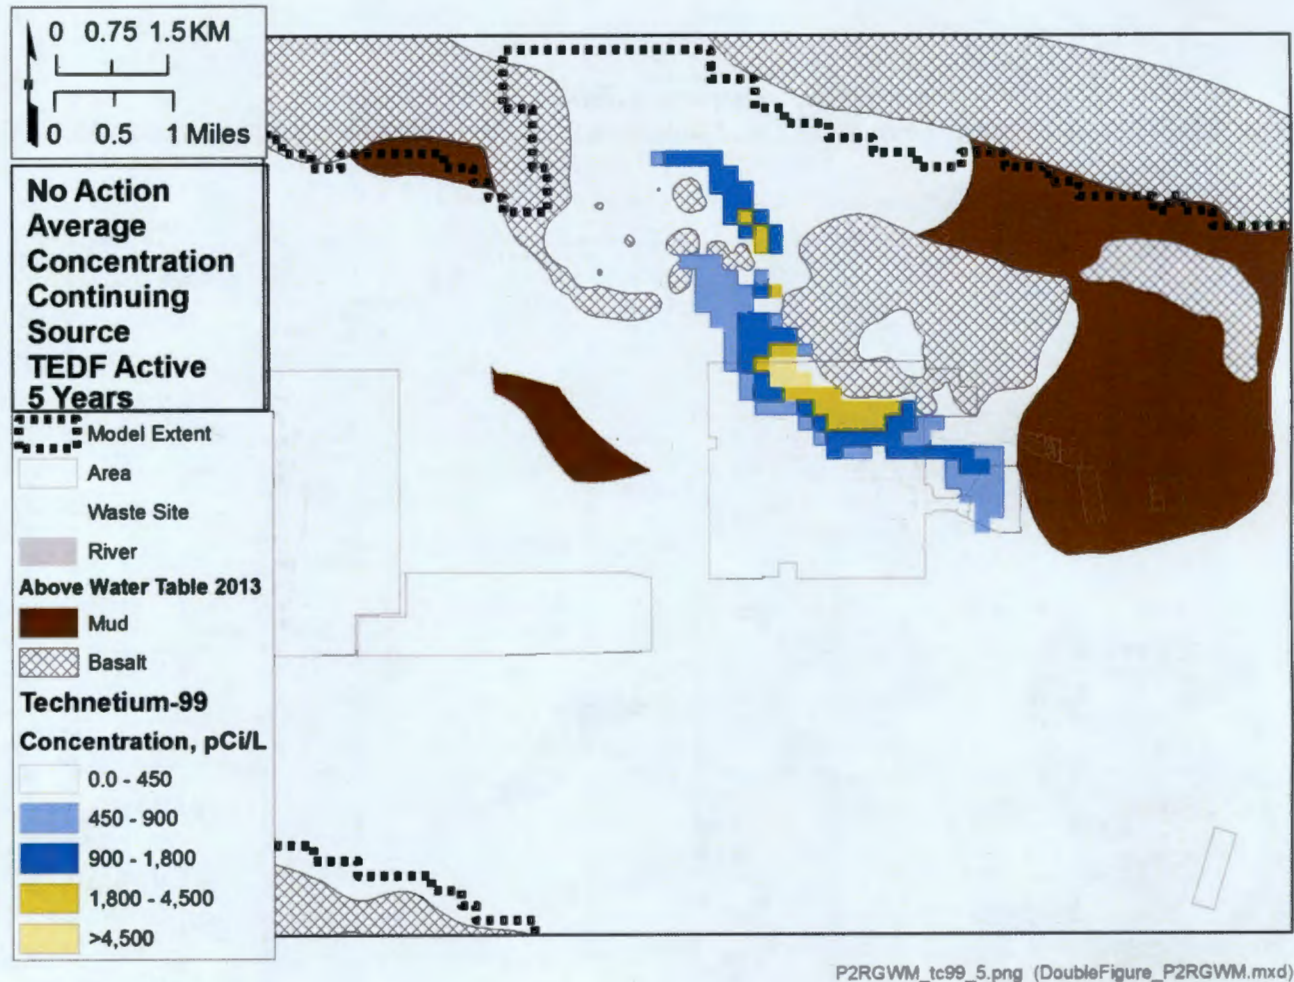 0 0.75 1.5 KM
0 0.5 1 Miles
No Action
Average
Concentration
Continuing
Source
TEDF Active
5 Years
Model Extent
Area
Waste Site
River
Above Water Table 2013
Mud
Basalt
Technetium-99
Concentration, pCi/L
0.0 - 450
450 - 900
900 - 1,800
1,800 - 4,500
>4,500
P2RGWM_tc99_5.png (DoubleFigure_P2RGWM.mxd)